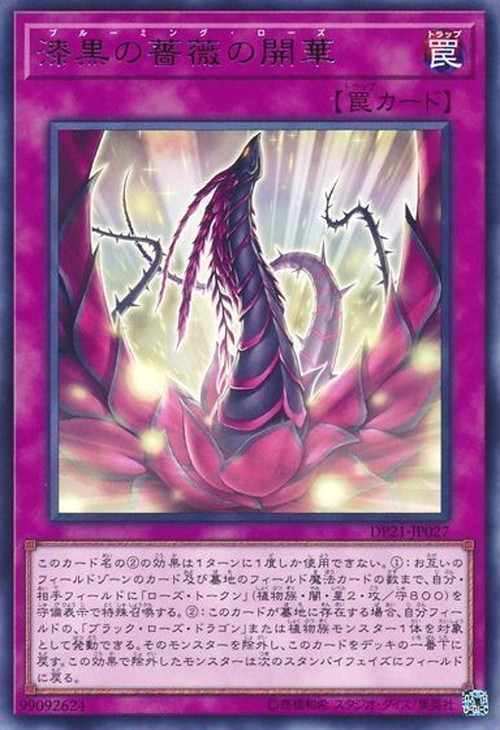 ブルーミング・ローズ
漆黒の薔薇の開華
トラップ
罠
トラップ
【罠カード】
DP21-JP027
このカード名の②の効果は1ターンに1度しか使用できない。①：お互いの
フィールドゾーンのカード及び墓地のフィールド魔法カードの数まで、自分・
相手フィールドに「ローズ・トークン」（植物族・闇・星2・攻／守800）を
守備表示で特殊召喚する。②：このカードが墓地に存在する場合、自分フィー
ルドの、「ブラック・ローズ・ドラゴン」または植物族モンスター1体を対象
として発動できる。そのモンスターを除外し、このカードをデッキの一番下に
戻す。この効果で除外したモンスターは次のスタンバイフェイズにフィールド
に戻る。
99092624
©高橋和希 スタジオ・ダイス/集英社